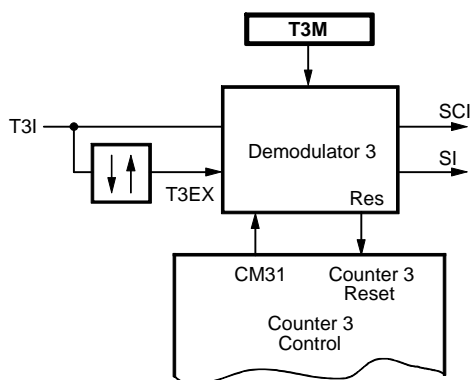 T3M
SCI
T3I
Demodulator 3
SI
T3EX
Res
CM31
Counter 3
Reset
Counter 3
Control